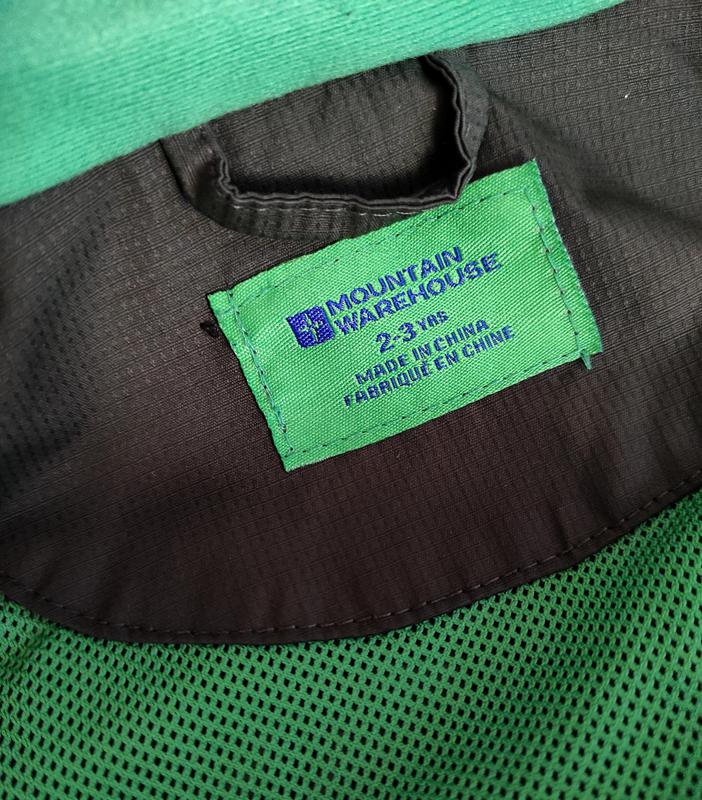 MOUNTAIN
WAREHOUSE
2-3 YRS
MADE IN CHINA
FABRIQUÉ EN CHINE